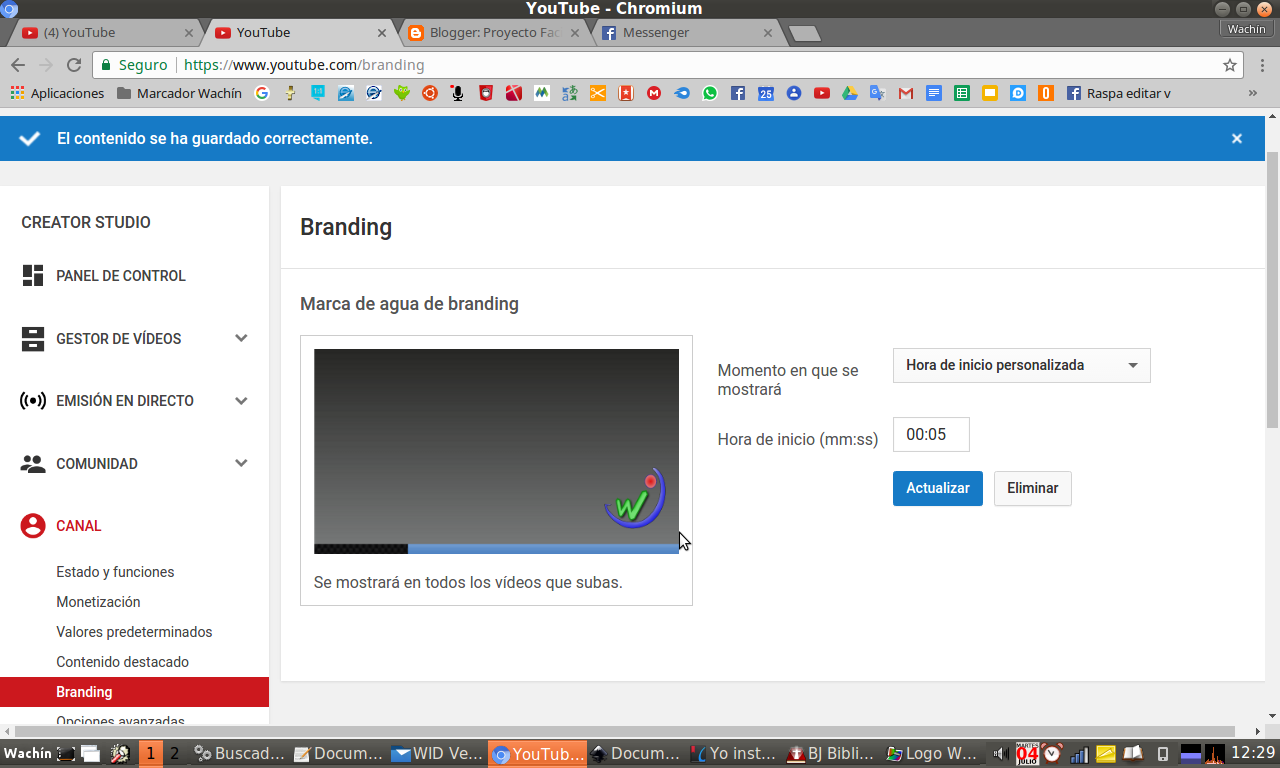 YouTube - Chromium
(4) YouTube
YouTube
Blogger: Proyecto Fac
Messenger
Wachín
Seguro
https://www.youtube.com/branding
Aplicaciones
Marcador Wachín
25
Raspa editar v
»
El contenido se ha guardado correctamente.
CREATOR STUDIO
PANEL DE CONTROL
GESTOR DE VÍDEOS
EMISIÓN EN DIRECTO
COMUNIDAD
CANAL
Estado y funciones
Monetización
Valores predeterminados
Contenido destacado
Branding
Opciones avanzadas
Branding
Marca de agua de branding
W
Se mostrará en todos los vídeos que subas.
Momento en que se
mostrará
Hora de inicio personalizada
Hora de inicio (mm:ss)
00:05
Actualizar
Eliminar
Wachín
1
2
Buscad...
Docum...
WID Ve...
YouTub...
Docum...
Yo inst...
BJ Bibli...
Logo W...
MARTES
04
JULIO
12:29